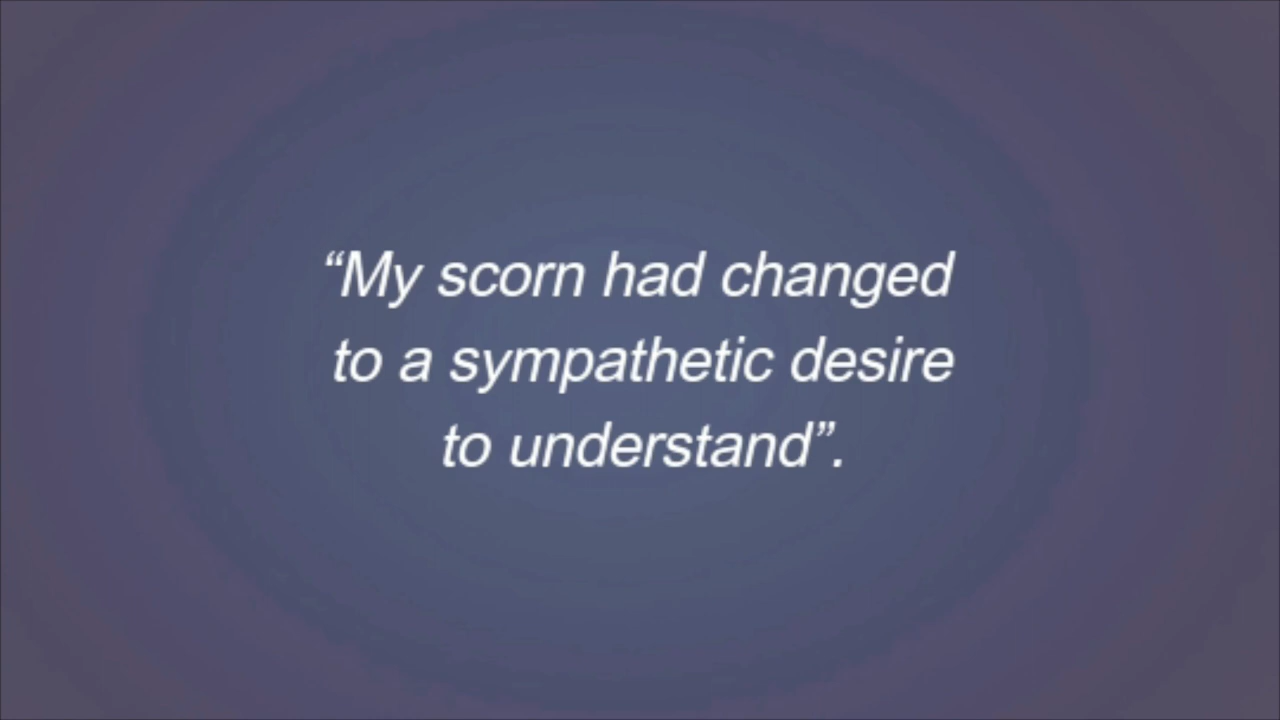 “My scorn had changed
to a sympathetic desire
to understand”.